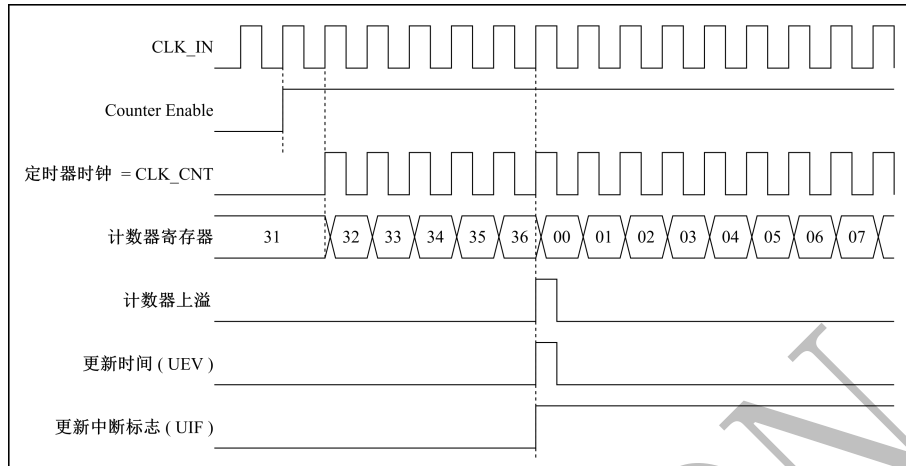 CLK_IN
Counter Enable
定时器时钟 = CLK_CNT
计数器寄存器 31 32 33 34 35 36 00 01 02 03 04 05 06 07
计数器上溢
更新时间 ( UEV )
更新中断标志 ( UIF )